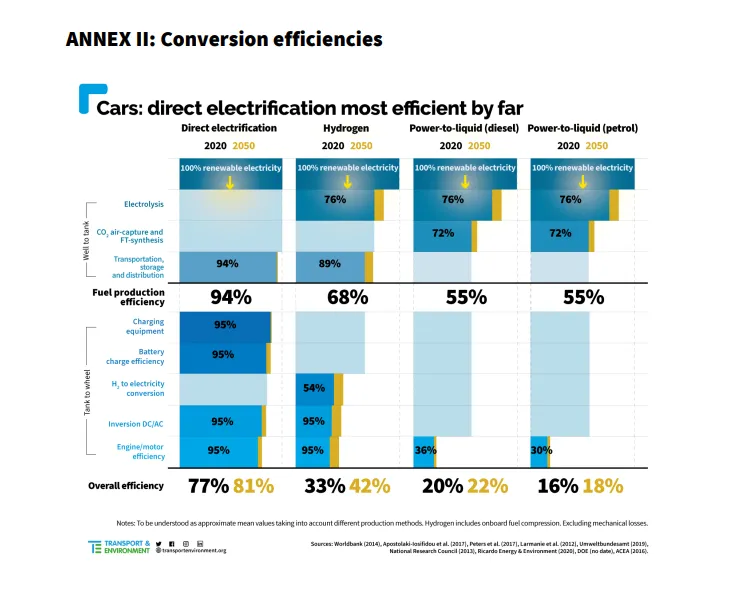 ANNEX II: Conversion efficiencies
Cars: direct electrification most efficient by far
Direct electrification Hydrogen Power-to-liquid (diesel) Power-to-liquid (petrol)
2020 2050 2020 2050 2020 2050 2020 2050
100% renewable electricity 100% renewable electricity 100% renewable electricity 100% renewable electricity
Well to tank
Electrolysis 76% 76% 76%
CO₂ air-capture and
FT-synthesis 72% 72%
Transportation,
storage
and distribution 94% 89%
Fuel production
efficiency 94% 68% 55% 55%
Tank to wheel
Charging
equipment 95%
Battery
charge efficiency 95%
H₂ to electricity
conversion 54%
Inversion DC/AC 95% 95%
Engine/motor
efficiency 95% 95% 36% 30%
Overall efficiency 77% 81% 33% 42% 20% 22% 16% 18%
Notes: To be understood as approximate mean values taking into account different production methods. Hydrogen includes onboard fuel compression. Excluding mechanical losses.
TRANSPORT &
ENVIRONMENT
@transportenvironment.org
Sources: Worldbank (2014), Apostolaki-Iosifidou et al. (2017), Peters et al. (2017), Larmanie et al. (2012), Umweltbundesamt (2019),
National Research Council (2013), Ricardo Energy & Environment (2020), DOE (no date), ACEA (2016).